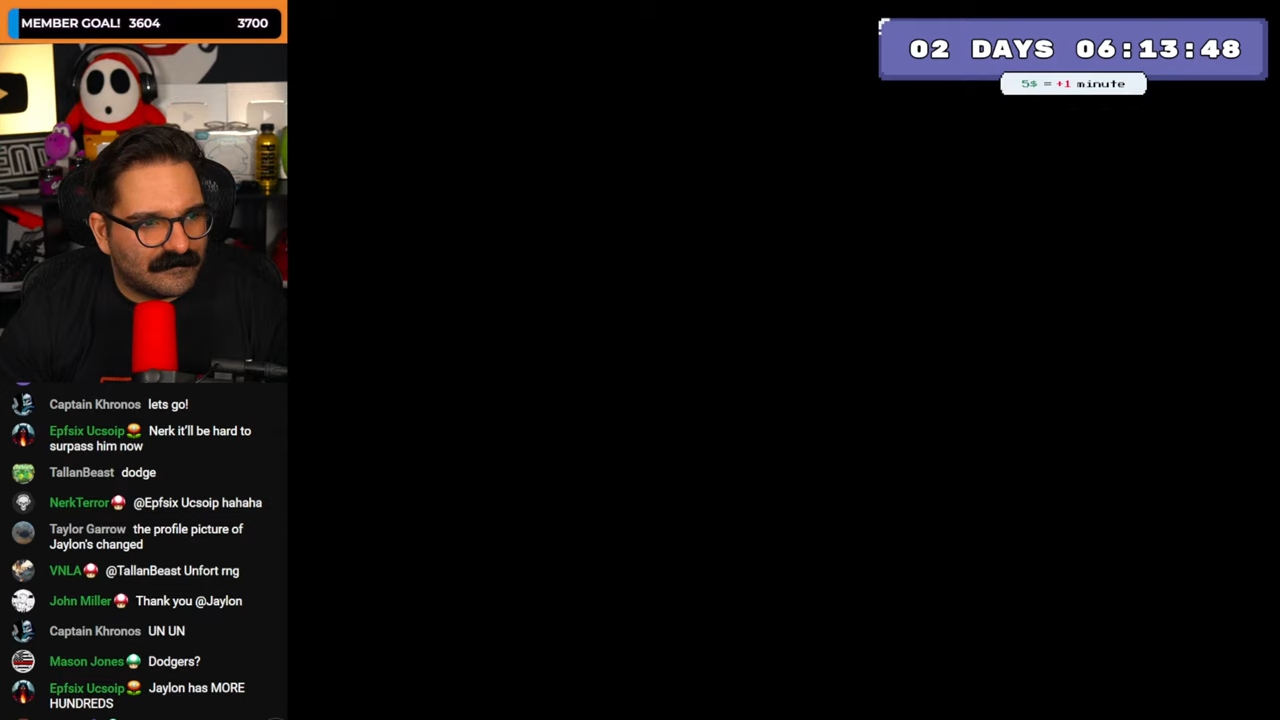 MEMBER GOAL! 3604 3700
02 DAYS 06:13:48
5$ = +1 minute
Captain Khronos lets go!
Epfsix Ucsoip Nerk it'll be hard to
surpass him now
TallanBeast dodge
NerkTerror @Epfsix Ucsoip hahaha
Taylor Garrow the profile picture of
Jaylon's changed
VNLA @TallanBeast Unfort rng
John Miller Thank you @Jaylon
Captain Khronos UN UN
Mason Jones Dodgers?
Epfsix Ucsoip Jaylon has MORE
HUNDREDS